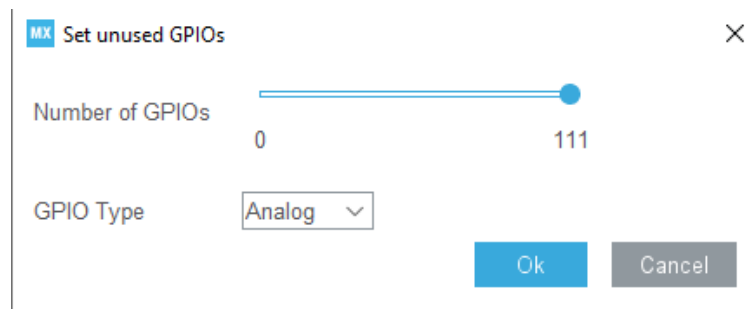 MX Set unused GPIOs
Number of GPIOs
0 111
GPIO Type Analog
Ok Cancel